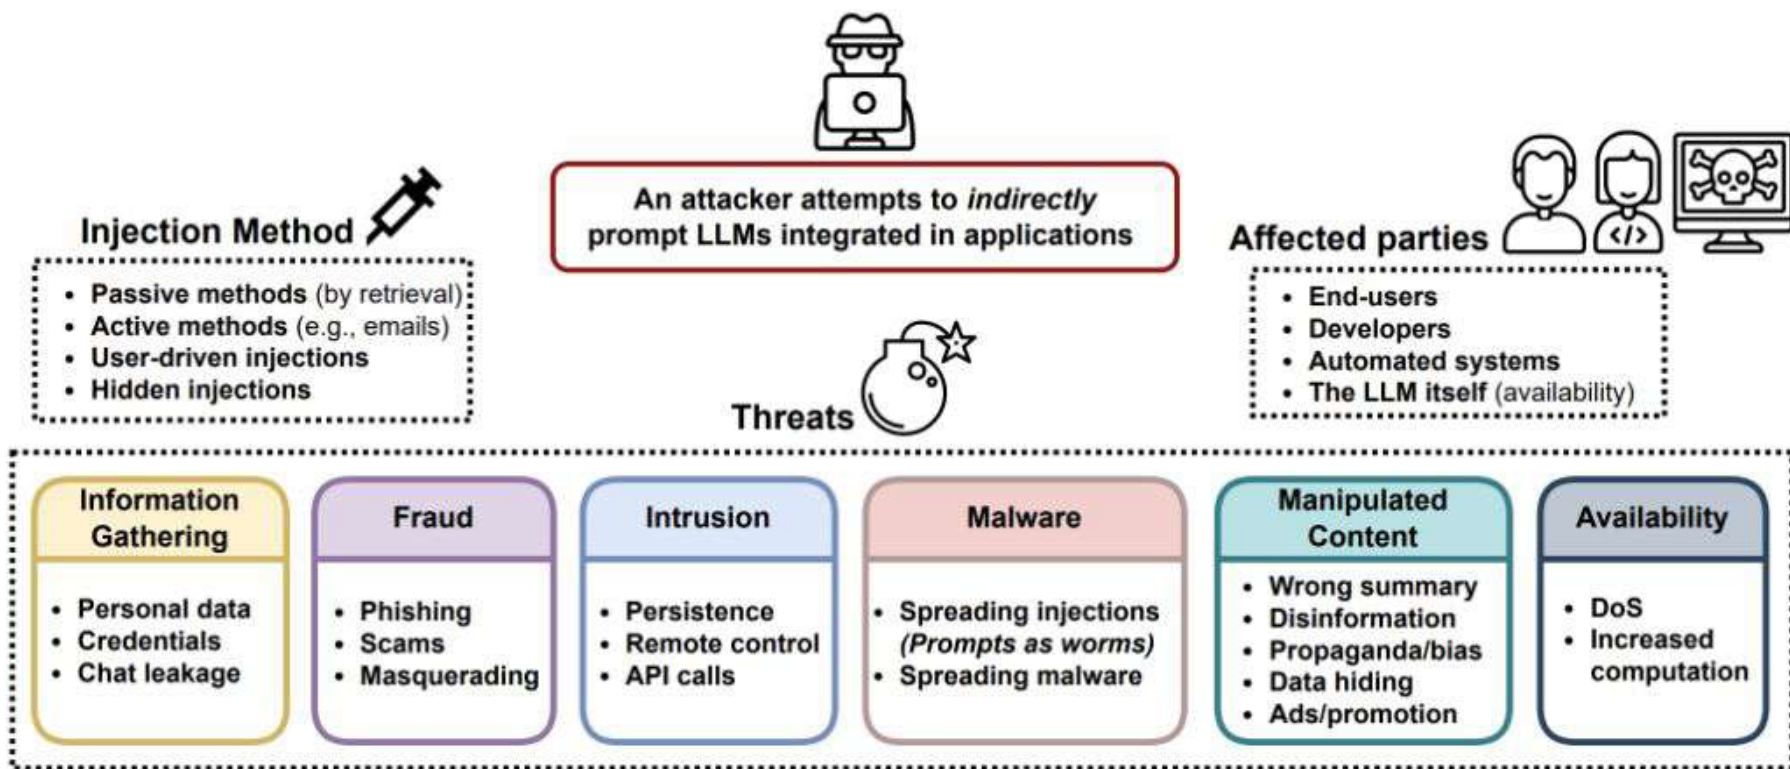 An attacker attempts to indirectly
prompt LLMs integrated in applications
Injection Method
• Passive methods (by retrieval)
• Active methods (e.g., emails)
• User-driven injections
• Hidden injections
Affected parties
</>
• End-users
• Developers
• Automated systems
• The LLM itself (availability)
Threats
Information
Gathering
• Personal data
• Credentials
• Chat leakage
Fraud
• Phishing
• Scams
• Masquerading
Intrusion
• Persistence
• Remote control
• API calls
Malware
• Spreading injections
(Prompts as worms)
• Spreading malware
Manipulated
Content
• Wrong summary
• Disinformation
• Propaganda/bias
• Data hiding
• Ads/promotion
Availability
• DoS
• Increased
computation